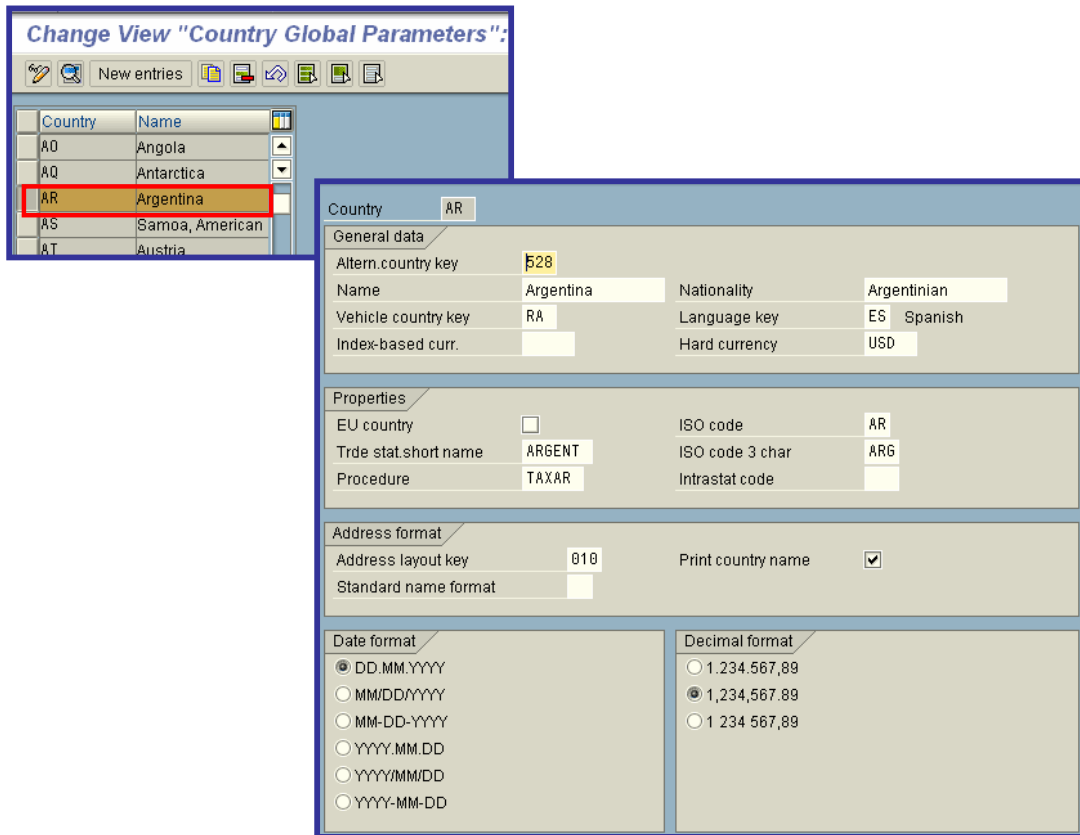 Change View "Country Global Parameters":
New entries
Country Name
AO Angola
AQ Antarctica
AR Argentina
AS Samoa, American
AT Austria
Country AR
General data
Altern.country key 528
Name Argentina Nationality Argentinian
Vehicle country key RA Language key ES Spanish
Index-based curr. Hard currency USD
Properties
EU country ISO code AR
Trde stat.short name ARGENT ISO code 3 char ARG
Procedure TAXAR Intrastat code
Address format
Address layout key 010 Print country name
Standard name format
Date format
DD.MM.YYYY
MM/DD/YYYY
MM-DD-YYYY
YYYY.MM.DD
YYYY/MM/DD
YYYY-MM-DD
Decimal format
1.234.567,89
1,234,567.89
1 234 567,89